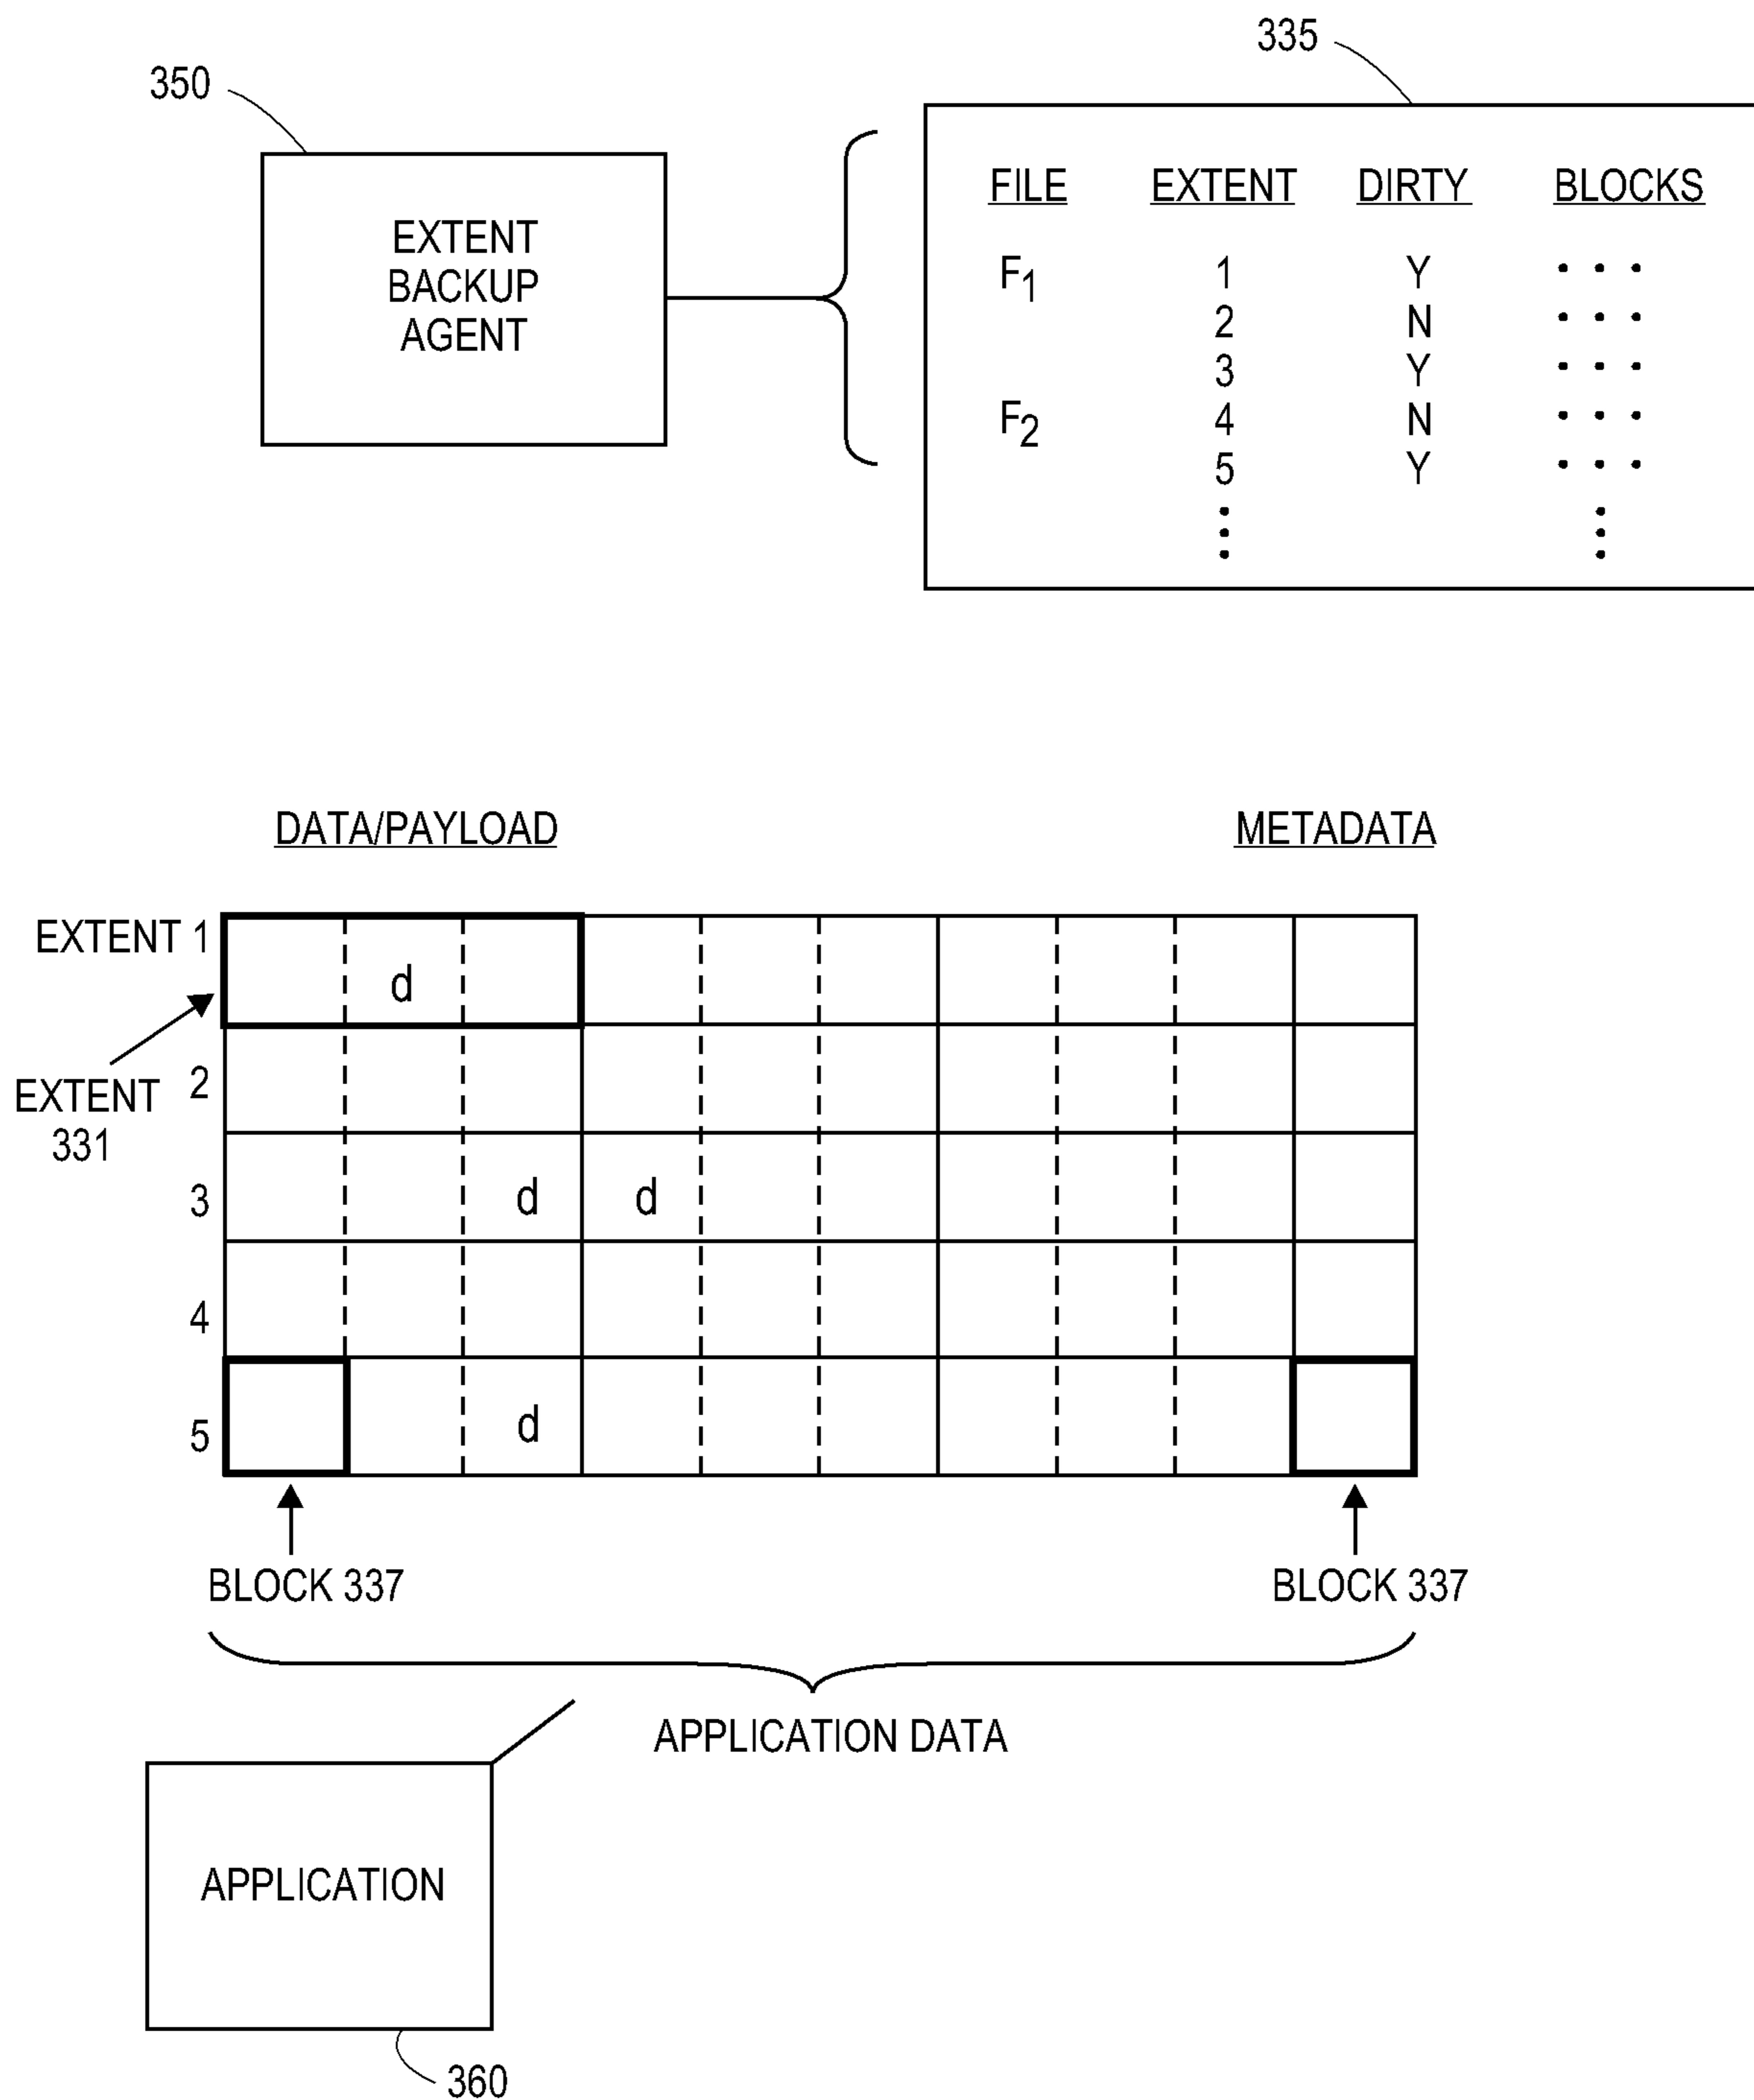 335
350
EXTENT
BACKUP
AGENT
FILE EXTENT DIRTY BLOCKS
F1 1 Y . . .
2 N . . .
3 Y . . .
F2 4 N . . .
5 Y . . .
DATA/PAYLOAD METADATA
EXTENT 1
d
EXTENT
331
2
3 d d
4
5 d
BLOCK 337 BLOCK 337
APPLICATION DATA
APPLICATION
360